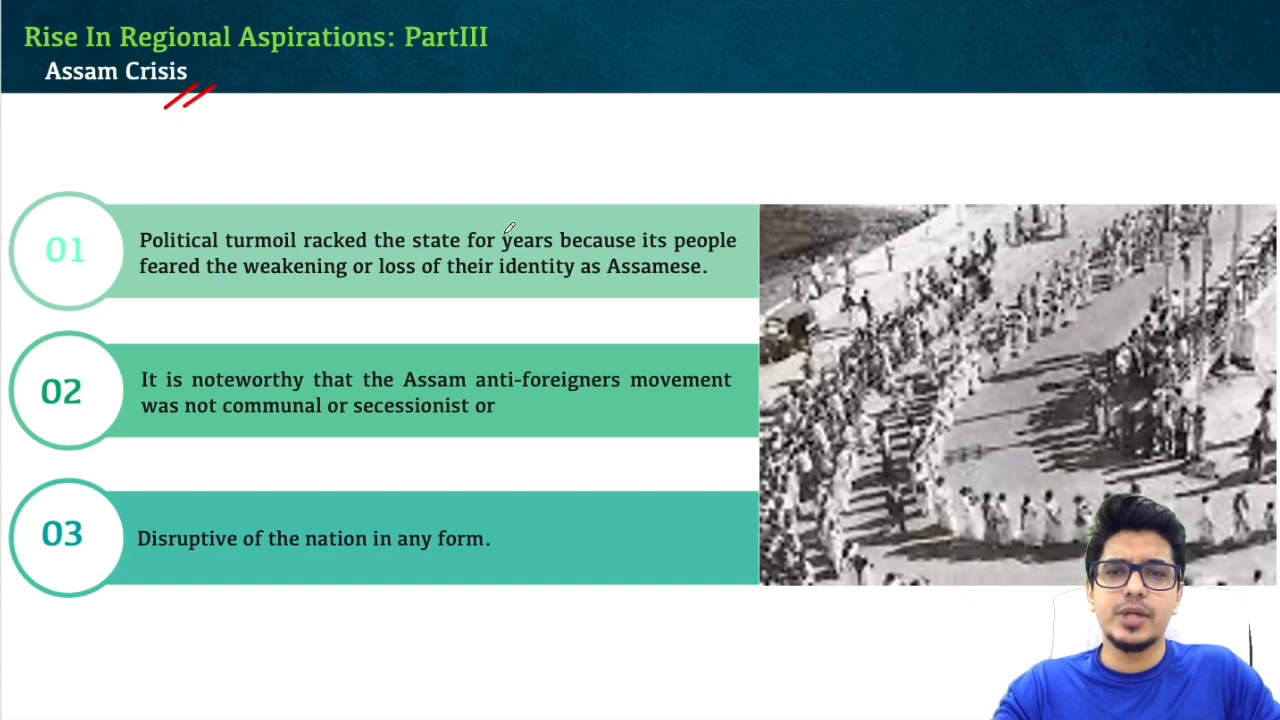 Rise In Regional Aspirations: PartIII
Assam Crisis
01
Political turmoil racked the state for years because its people
feared the weakening or loss of their identity as Assamese.
02
It is noteworthy that the Assam anti-foreigners movement
was not communal or secessionist or
03
Disruptive of the nation in any form.